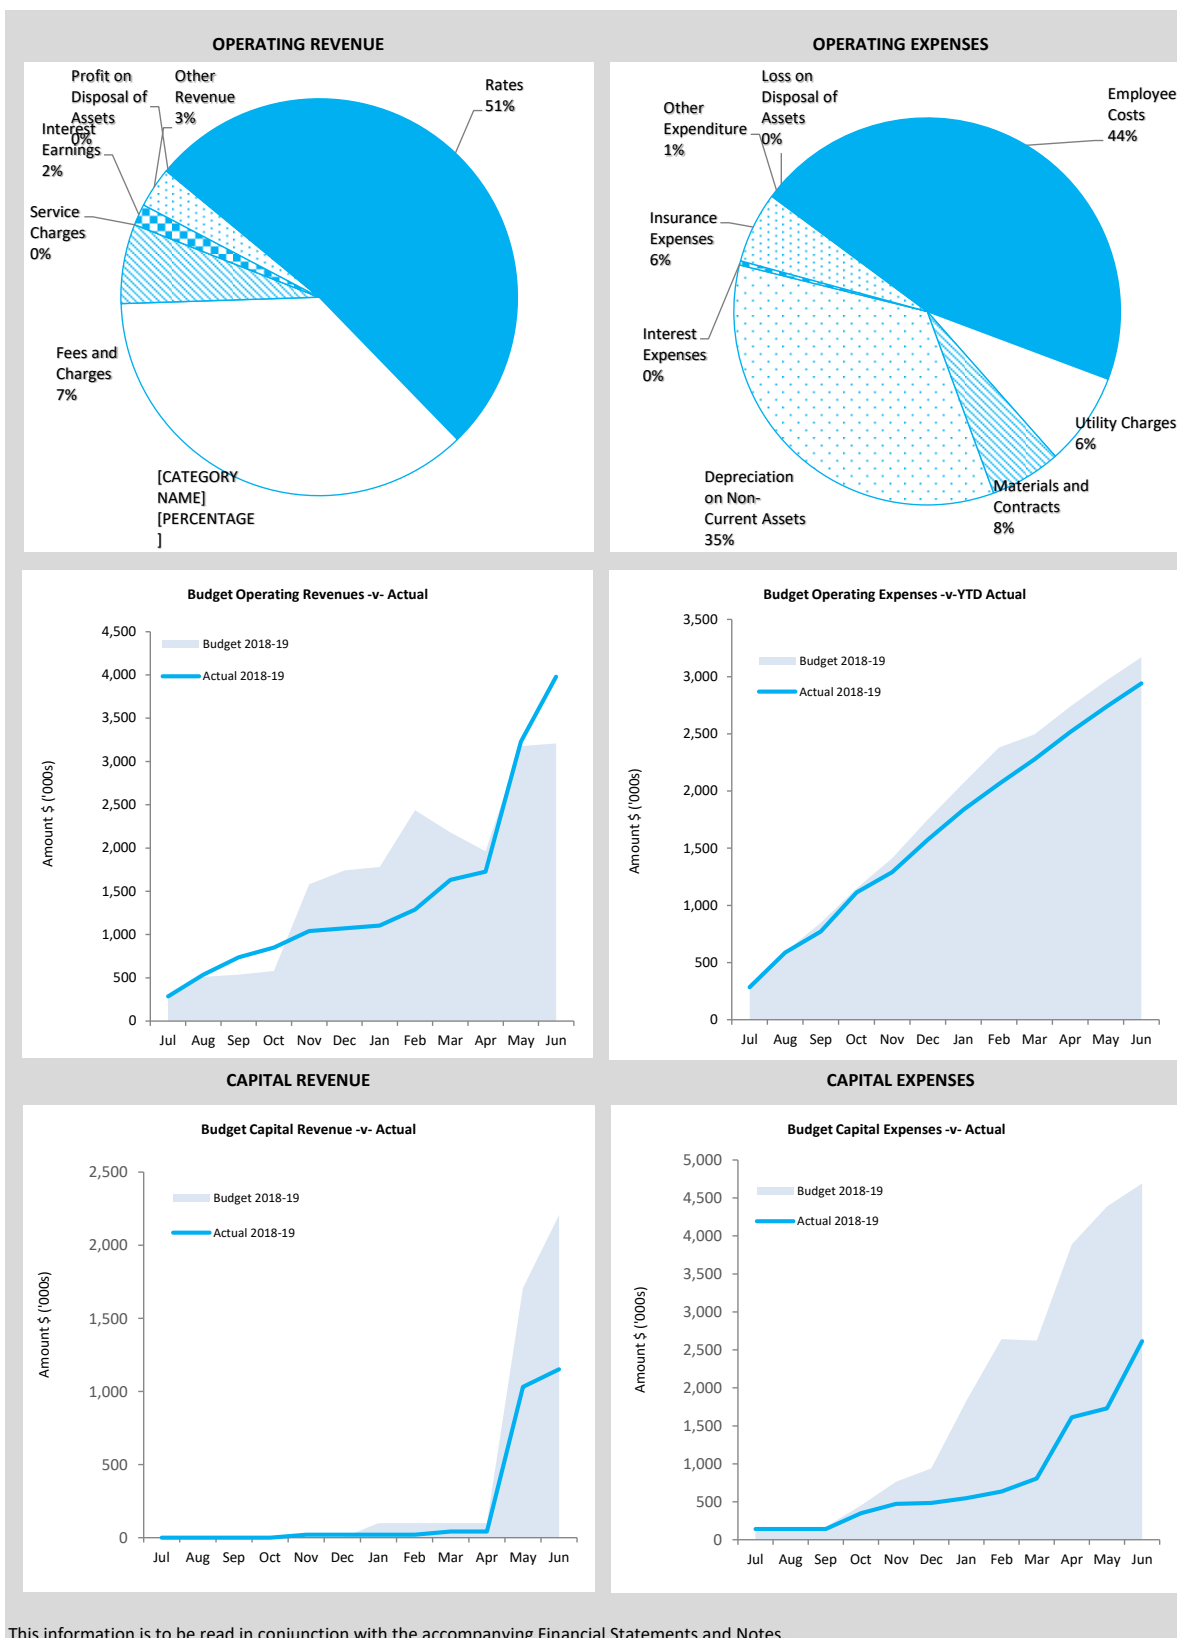 OPERATING REVENUE
OPERATING EXPENSES
Profit on
Disposal of
Assets
0%
Other
Revenue
3%
Rates
51%
Interest
Earnings
2%
Service
Charges
0%
Fees and
Charges
7%
[CATEGORY
NAME]
[PERCENTAGE
]
Loss on
Disposal of
Assets
0%
Other
Expenditure
1%
Employee
Costs
44%
Insurance
Expenses
6%
Interest
Expenses
0%
Utility Charges
6%
Materials and
Contracts
8%
Depreciation
on Non-
Current Assets
35%
Budget Operating Revenues -v- Actual
Budget 2018-19
Actual 2018-19
Amount $ ('000s)
4,500
4,000
3,500
3,000
2,500
2,000
1,500
1,000
500
0
Jul Aug Sep Oct Nov Dec Jan Feb Mar Apr May Jun
Budget Operating Expenses -v-YTD Actual
Budget 2018-19
Actual 2018-19
Amount $ ('000s)
3,500
3,000
2,500
2,000
1,500
1,000
500
0
Jul Aug Sep Oct Nov Dec Jan Feb Mar Apr May Jun
CAPITAL REVENUE
CAPITAL EXPENSES
Budget Capital Revenue -v- Actual
Budget 2018-19
Actual 2018-19
Amount $ ('000s)
2,500
2,000
1,500
1,000
500
0
Jul Aug Sep Oct Nov Dec Jan Feb Mar Apr May Jun
Budget Capital Expenses -v- Actual
Budget 2018-19
Actual 2018-19
Amount $ ('000s)
5,000
4,500
4,000
3,500
3,000
2,500
2,000
1,500
1,000
500
0
Jul Aug Sep Oct Nov Dec Jan Feb Mar Apr May Jun
This information is to be read in conjunction with the accompanying Financial Statements and Notes